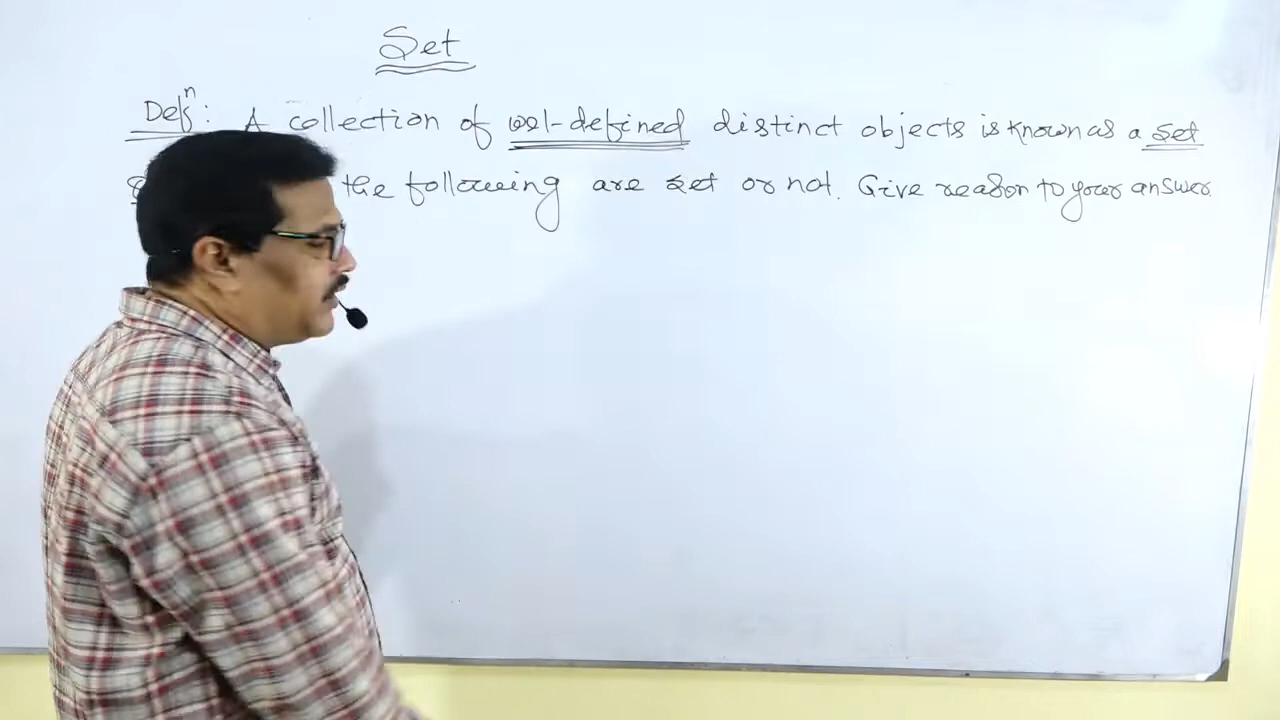 Set
Defn: A collection of wel-defined distinct objects is known as a set
the following are set or not. Give reason to your answer.